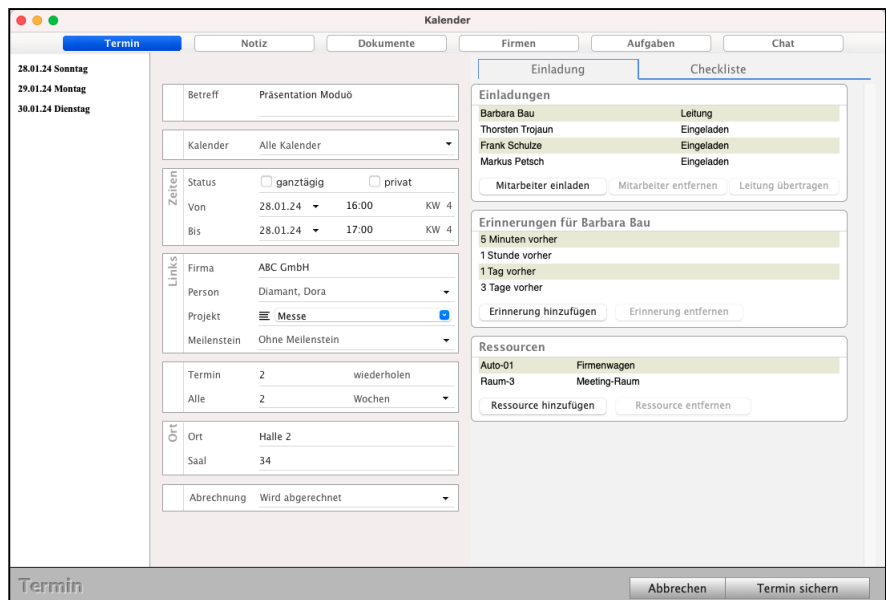 Kalender
Termin Notiz Dokumente Firmen Aufgaben Chat
28.01.24 Sonntag
29.01.24 Montag
30.01.24 Dienstag
Betreff Präsentation Moduö
Kalender Alle Kalender
Zeiten
Status ganztägig privat
Von 28.01.24 16:00 KW 4
Bis 28.01.24 17:00 KW 4
Links
Firma ABC GmbH
Person Diamant, Dora
Projekt Messe
Meilenstein Ohne Meilenstein
Termin 2 wiederholen
Alle 2 Wochen
Ort
Ort Halle 2
Saal 34
Abrechnung Wird abgerechnet
Einladung Checkliste
Einladungen
Barbara Bau Leitung
Thorsten Trojaun Eingeladen
Frank Schulze Eingeladen
Markus Petsch Eingeladen
Mitarbeiter einladen Mitarbeiter entfernen Leitung übertragen
Erinnerungen für Barbara Bau
5 Minuten vorher
1 Stunde vorher
1 Tag vorher
3 Tage vorher
Erinnerung hinzufügen Erinnerung entfernen
Ressourcen
Auto-01 Firmenwagen
Raum-3 Meeting-Raum
Ressource hinzufügen Ressource entfernen
Termin Abbrechen Termin sichern